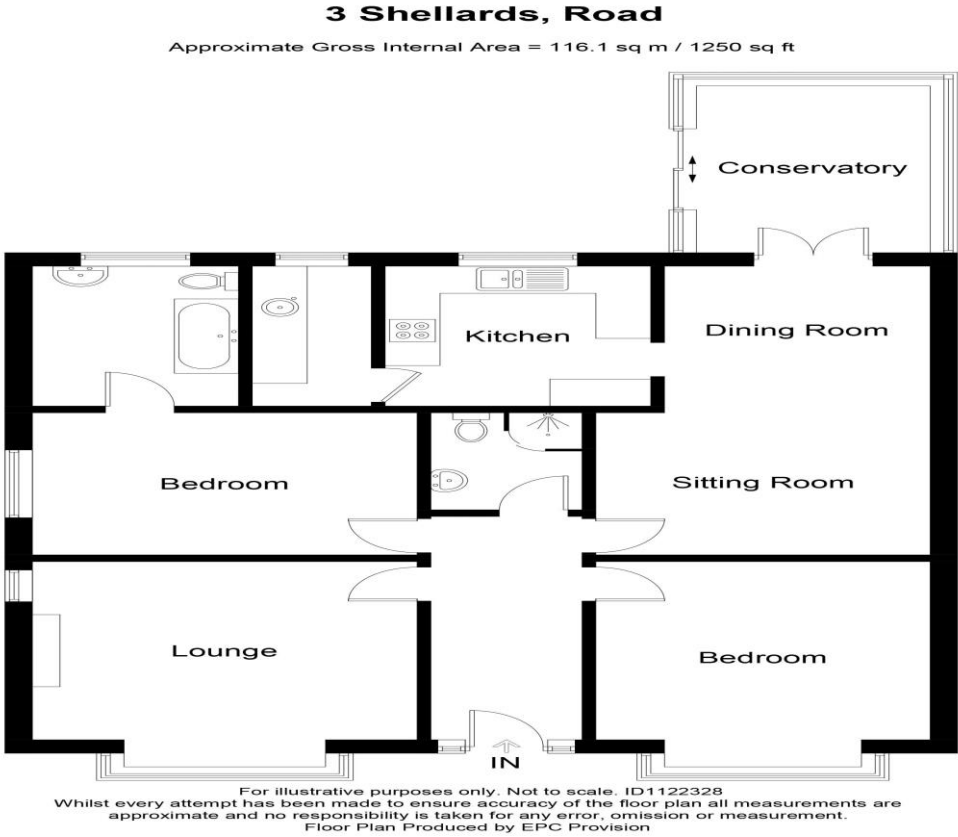 3 Shellards, Road
Approximate Gross Internal Area = 116.1 sq m / 1250 sq ft
Conservatory
Kitchen
Dining Room
Bedroom
Sitting Room
Lounge
Bedroom
IN
For illustrative purposes only. Not to scale. ID1122328
Whilst every attempt has been made to ensure accuracy of the floor plan all measurements are
approximate and no responsibility is taken for any error, omission or measurement.
Floor Plan Produced by EPC Provision